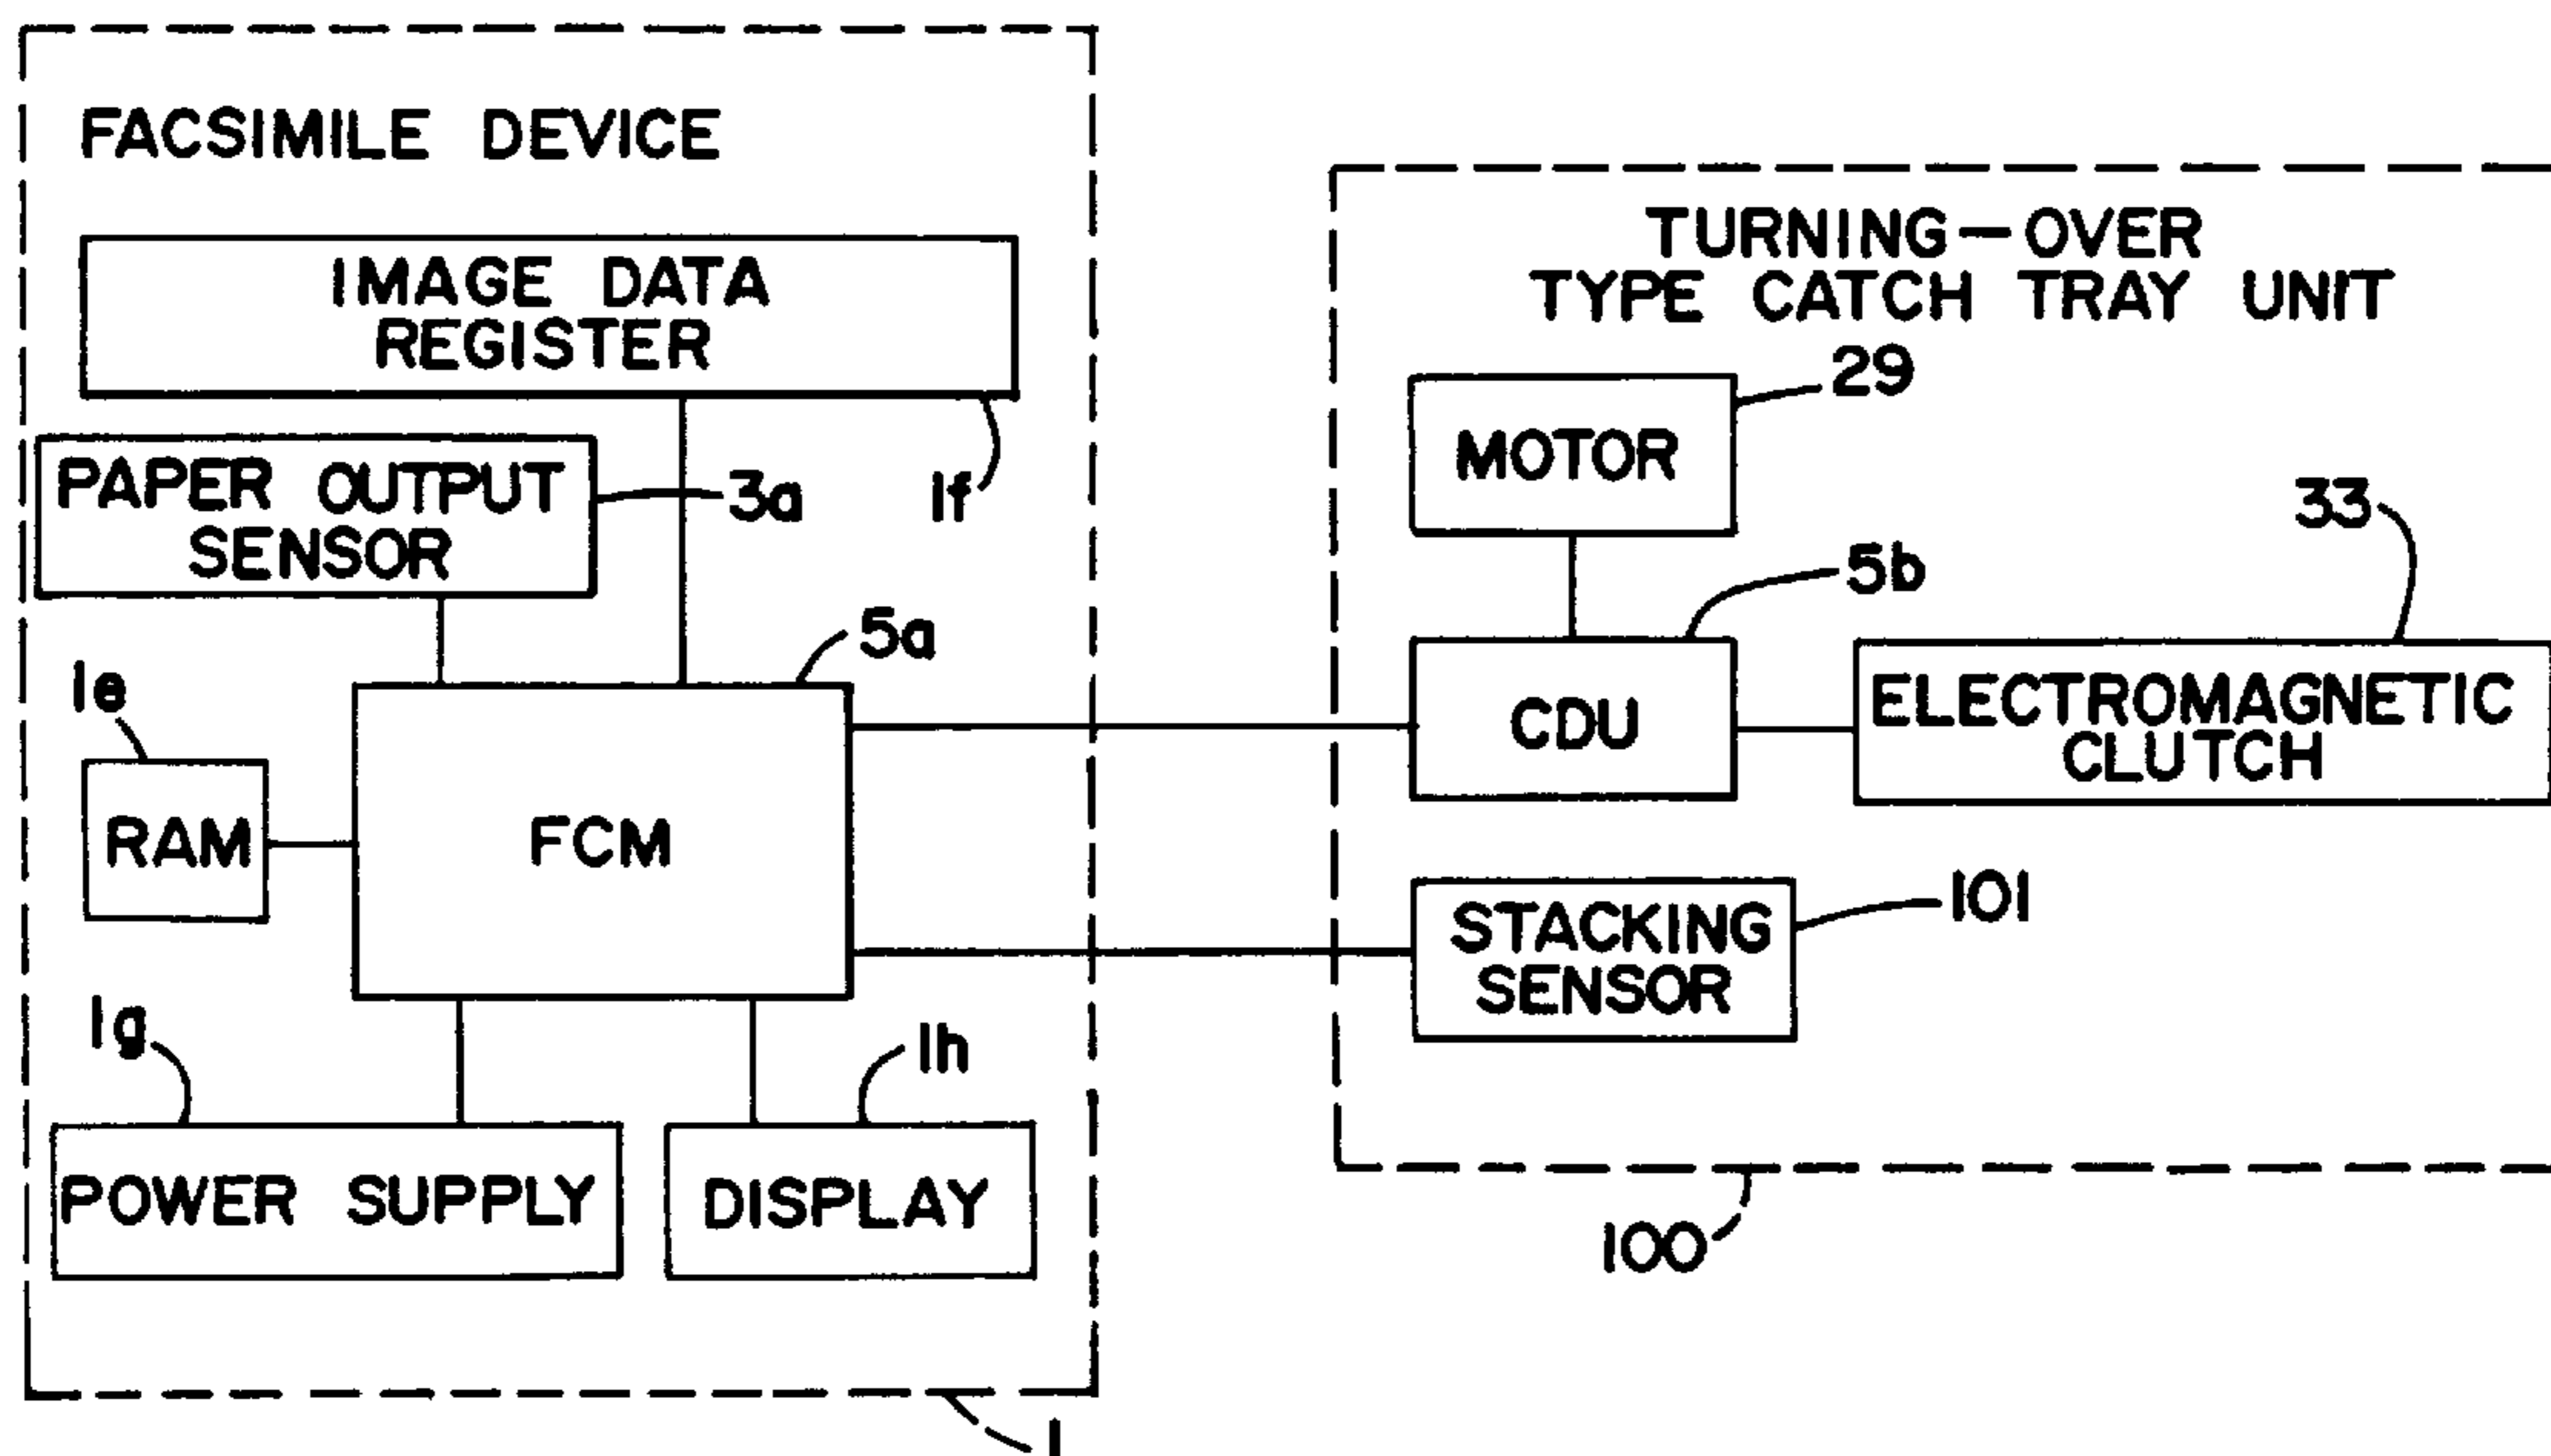 FACSIMILE DEVICE
IMAGE DATA
REGISTER
1f
PAPER OUTPUT
SENSOR
3a
5a
1e
RAM
FCM
1g
1h
POWER SUPPLY
DISPLAY
1
TURNING-OVER
TYPE CATCH TRAY UNIT
29
MOTOR
33
5b
CDU
ELECTROMAGNETIC
CLUTCH
101
STACKING
SENSOR
100